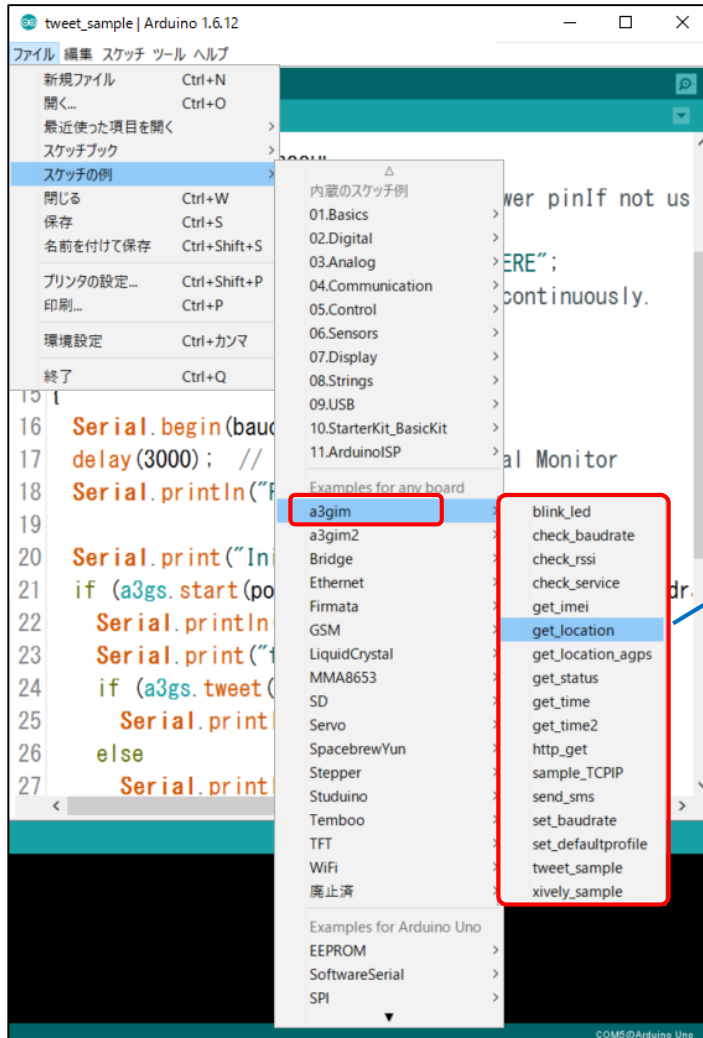 tweet_sample | Arduino 1.6.12
ファイル 編集 スケッチ ツール ヘルプ
新規ファイル Ctrl+N
開く... Ctrl+O
最近使った項目を開く
スケッチブック
スケッチの例
閉じる Ctrl+W
保存 Ctrl+S
名前を付けて保存 Ctrl+Shift+S
プリンタの設定... Ctrl+Shift+P
印刷... Ctrl+P
環境設定 Ctrl+カンマ
終了 Ctrl+Q
内蔵のスケッチ例
01.Basics
02.Digital
03.Analog
04.Communication
05.Control
06.Sensors
07.Display
08.Strings
09.USB
10.StarterKit_BasicKit
11.ArduinoISP
Examples for any board
a3gim
a3gim2
Bridge
Ethernet
Firmata
GSM
LiquidCrystal
MMA8653
SD
Servo
SpacebrewYun
Stepper
Studuino
Temboo
TFT
WiFi
廃止済
Examples for Arduino Uno
EEPROM
SoftwareSerial
SPI
blink_led
check_baudrate
check_rssi
check_service
get_imei
get_location
get_location_agps
get_status
get_time
get_time2
http_get
sample_TCPIP
send_sms
set_baudrate
set_defaultprofile
tweet_sample
xively_sample
wer pinIf not us
ERE";
continuously.
15 {
16 Serial.begin(baud
17 delay(3000); // al Monitor
18 Serial.println("
19
20 Serial.print("Ini
21 if (a3gs.start(po dr
22 Serial.println
23 Serial.print("
24 if (a3gs.tweet(
25 Serial.print
26 else
27 Serial.print
COM5のArduino Uno